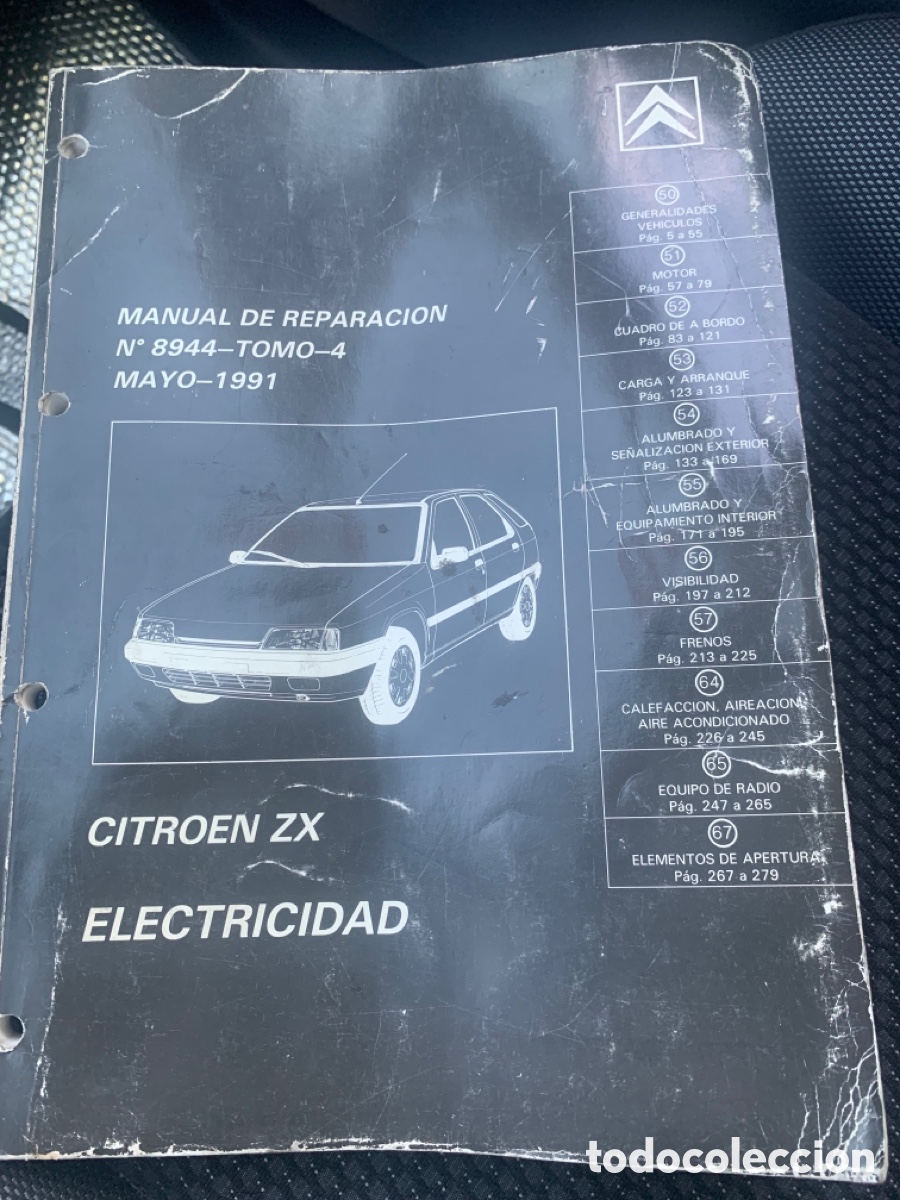 MANUAL DE REPARACION
N° 8944-TOMO-4
MAYO-1991
CITROEN ZX
ELECTRICIDAD
50
GENERALIDADES
VEHICULOS
Pág. 5 a 55
51
MOTOR
Pág. 57 a 79
52
CUADRO DE A BORDO
Pág. 83 a 121
53
CARGA Y ARRANQUE
Pág. 123 a 131
54
ALUMBRADO Y
SEÑALIZACION EXTERIOR
Pág. 133 a 169
55
ALUMBRADO Y
EQUIPAMIENTO INTERIOR
Pág. 171 a 195
56
VISIBILIDAD
Pág. 197 a 212
57
FRENOS
Pág. 213 a 225
64
CALEFACCION, AIREACION,
AIRE ACONDICIONADO
Pág. 226 a 245
65
EQUIPO DE RADIO
Pág. 247 a 265
67
ELEMENTOS DE APERTURA
Pág. 267 a 279
todocoleccion